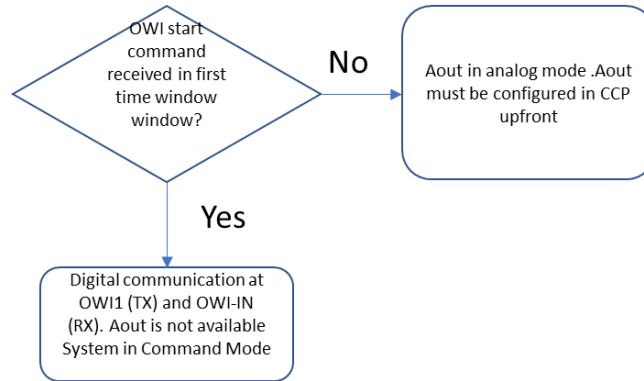 OWI start
command
received in first
time window
window?
No
Aout in analog mode .Aout
must be configured in CCP
upfront
Yes
Digital communication at
OWI1 (TX) and OWI-IN
(RX). Aout is not available
System in Command Mode